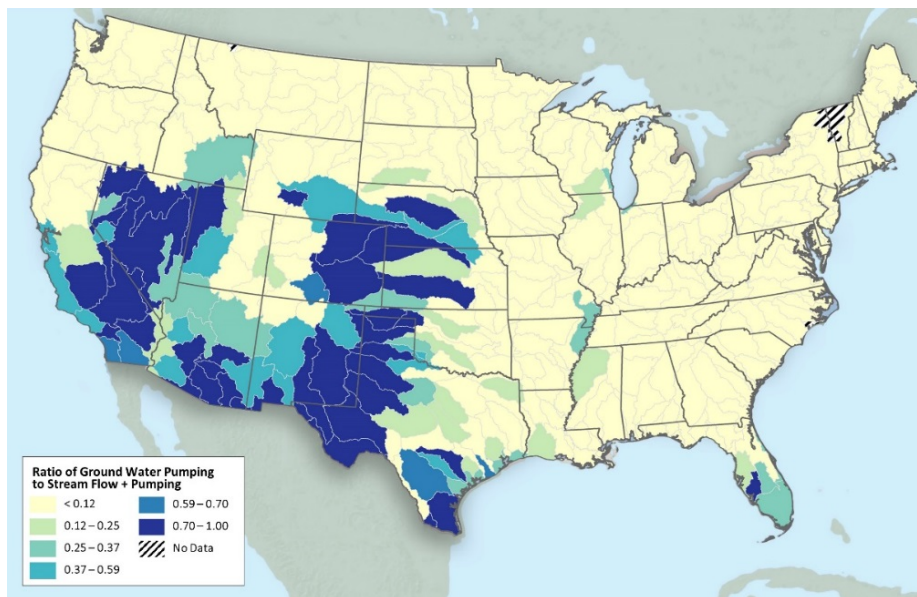 Ratio of Ground Water Pumping
to Stream Flow + Pumping
< 0.12
0.12 – 0.25
0.25 – 0.37
0.37 – 0.59
0.59 – 0.70
0.70 – 1.00
No Data